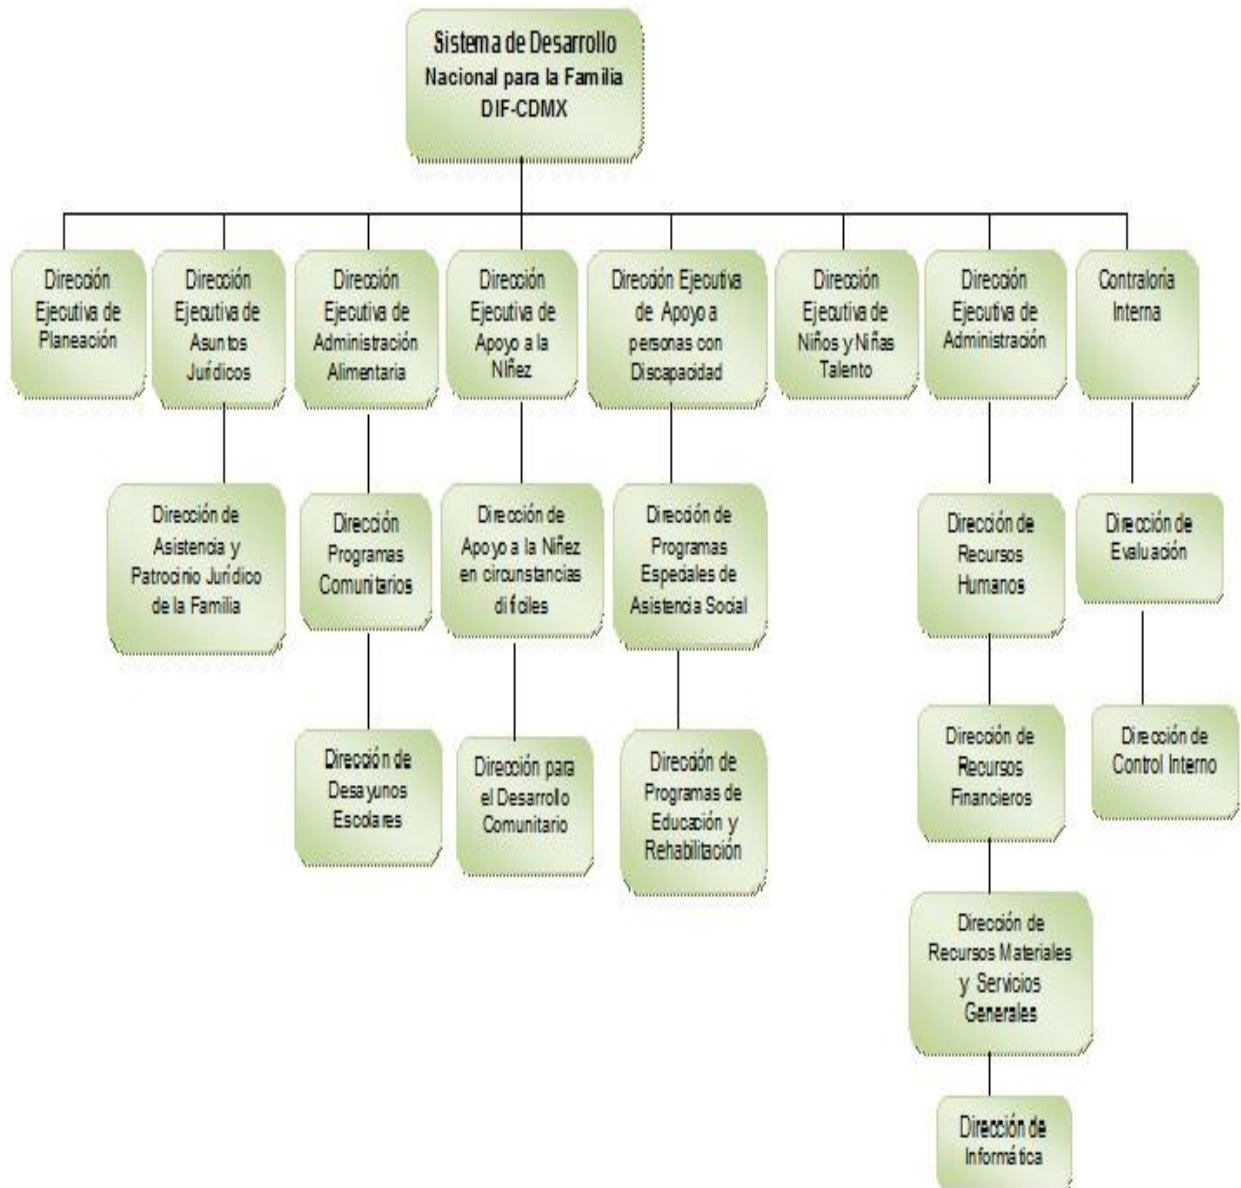 Sistema de Desarrollo
Nacional para la Familia
DIF-CDMX
Dirección
Ejecutiva de
Planeación
Dirección
Ejecutiva de
Asuntos
Jurídicos
Dirección
Ejecutiva de
Administración
Alimentaria
Dirección
Ejecutiva de
Apoyo a la
Niñez
Dirección Ejecutiva
de Apoyo a
personas con
Discapacidad
Dirección
Ejecutiva de
Niños y Niñas
Talento
Dirección
Ejecutiva de
Administración
Contraloría
Interna
Dirección de
Asistencia y
Patrocinio Jurídico
de la Familia
Dirección
Programas
Comunitarios
Dirección de
Apoyo a la Niñez
en circunstancias
difíciles
Dirección de
Programas
Especiales de
Asistencia Social
Dirección de
Recursos
Humanos
Dirección de
Evaluación
Dirección de
Desayunos
Escolares
Dirección para
el Desarrollo
Comunitario
Dirección de
Programas de
Educación y
Rehabilitación
Dirección de
Recursos
Financieros
Dirección de
Control Interno
Dirección de
Recursos Materiales
y Servicios
Generales
Dirección de
Informática